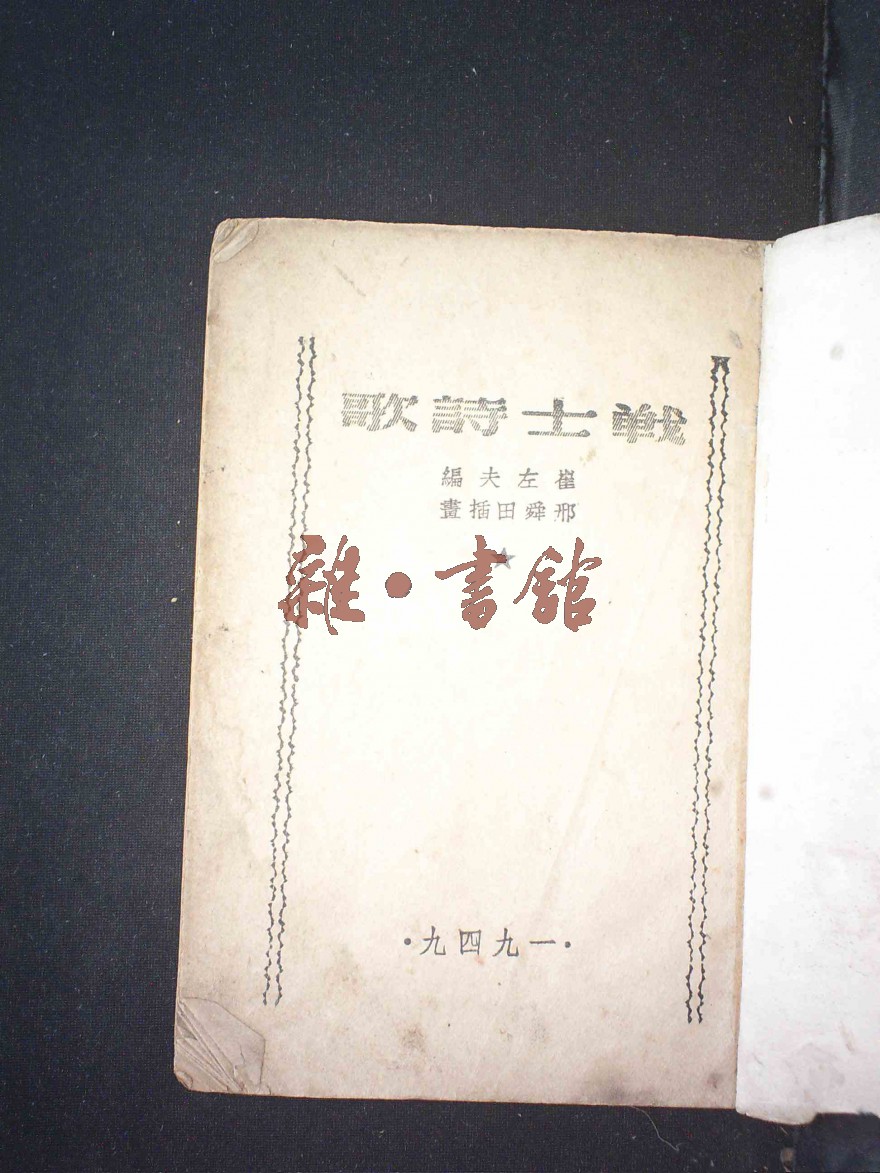 戰士詩歌
崔左夫編
邢舜田插畫
雜·書館
·一九四九·